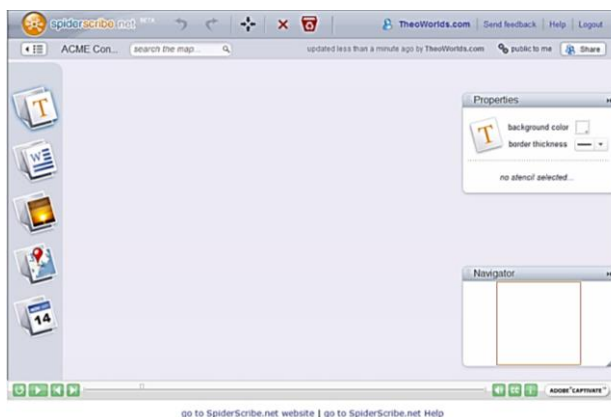 spiderscribe.net BETA
TheoWorlds.com | Send feedback | Help | Logout
ACME Con... search the map... updated less than a minute ago by TheoWorlds.com public to me Share
Properties
T
T background color
border thickness
W
no stencil selected...
14
Navigator
CC i ADOBE® CAPTIVATE™
go to SpiderScribe.net website | go to SpiderScribe.net Help